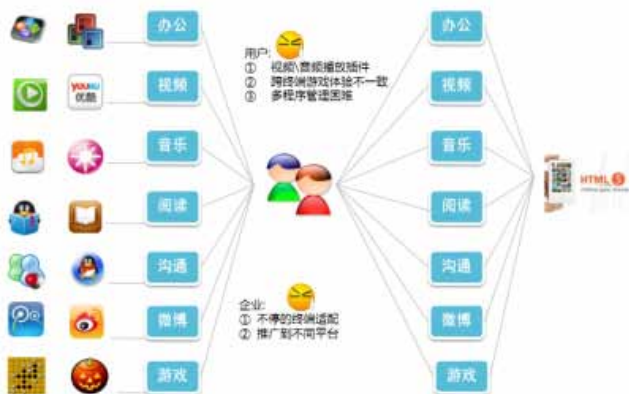 办公
视频
音乐
阅读
沟通
微博
游戏
YOUKU
优酷
用户:
① 视频\音频播放插件
② 跨终端游戏体验不一致
③ 多程序管理困难
企业:
① 不停的终端适配
② 推广到不同平台
办公
视频
音乐
阅读
沟通
微博
游戏
HTML 5